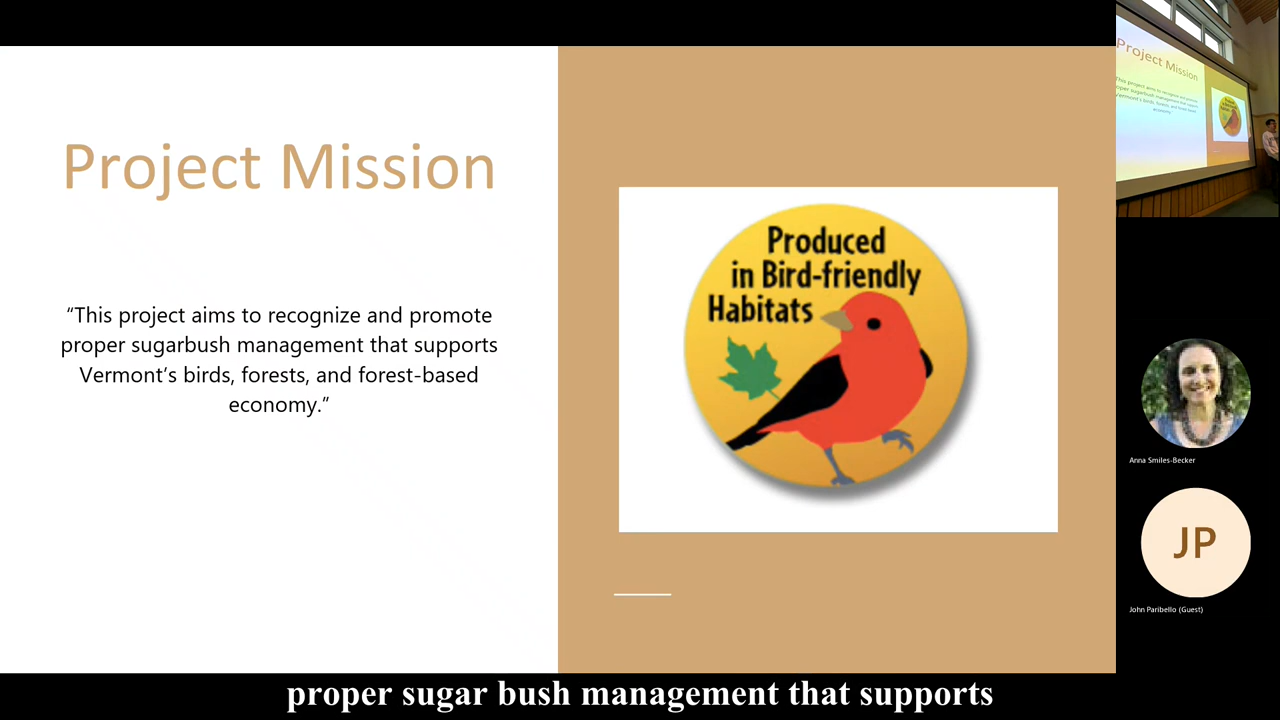 Project Mission
“This project aims to recognize and promote
proper sugarbush management that supports
Vermont’s birds, forests, and forest-based
economy.”
Produced
in Bird-friendly
Habitats
Project Mission
Anna Smiles-Becker
JP
John Paribello (Guest)
proper sugar bush management that supports